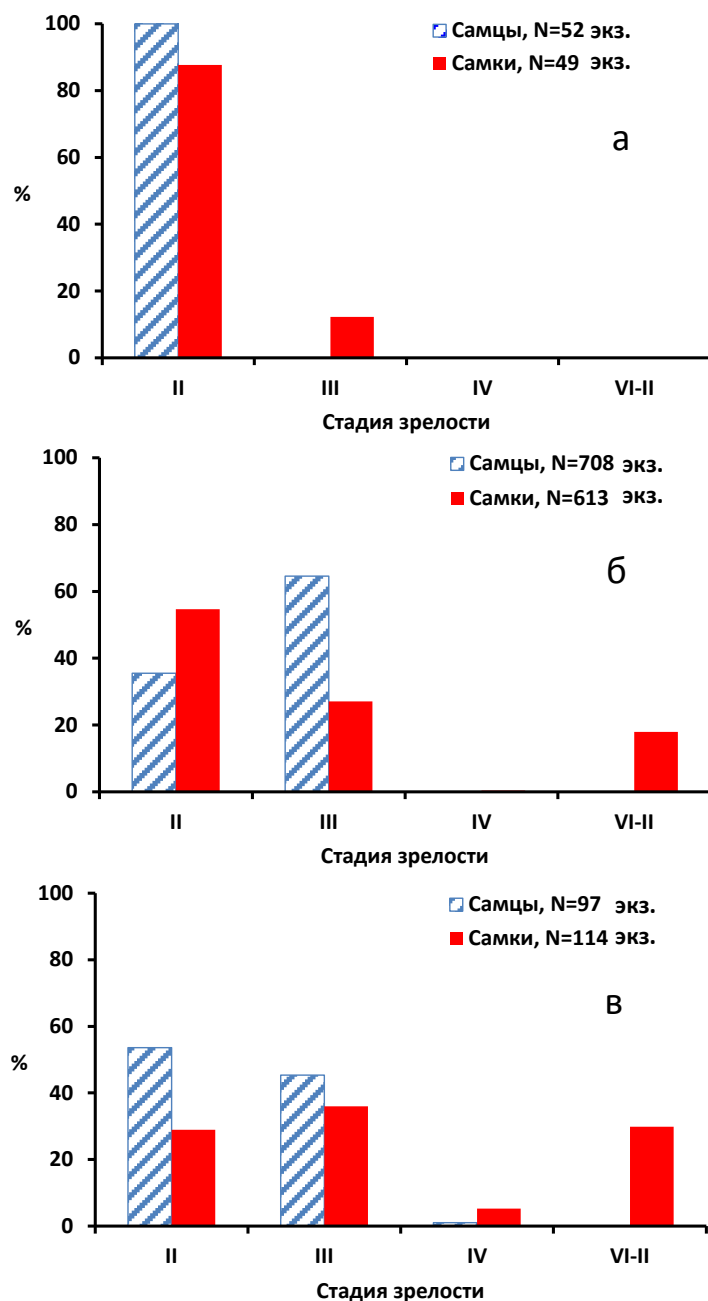 100
Самцы, N=52 экз.
Самки, N=49 экз.
80
а
60
%
40
20
0
II III IV VI-II
Стадия зрелости
100
Самцы, N=708 экз.
Самки, N=613 экз.
80
б
60
%
40
20
0
II III IV VI-II
Стадия зрелости
100
Самцы, N=97 экз.
Самки, N=114 экз.
80
в
60
%
40
20
0
II III IV VI-II
Стадия зрелости